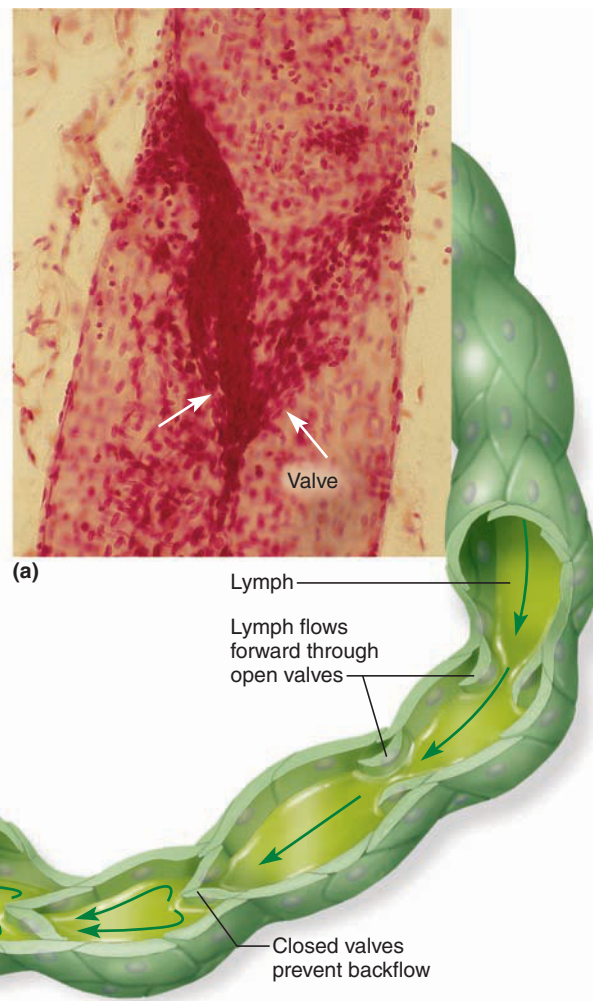 Valve
(a)
Lymph
Lymph flows
forward through
open valves
Closed valves
prevent backflow